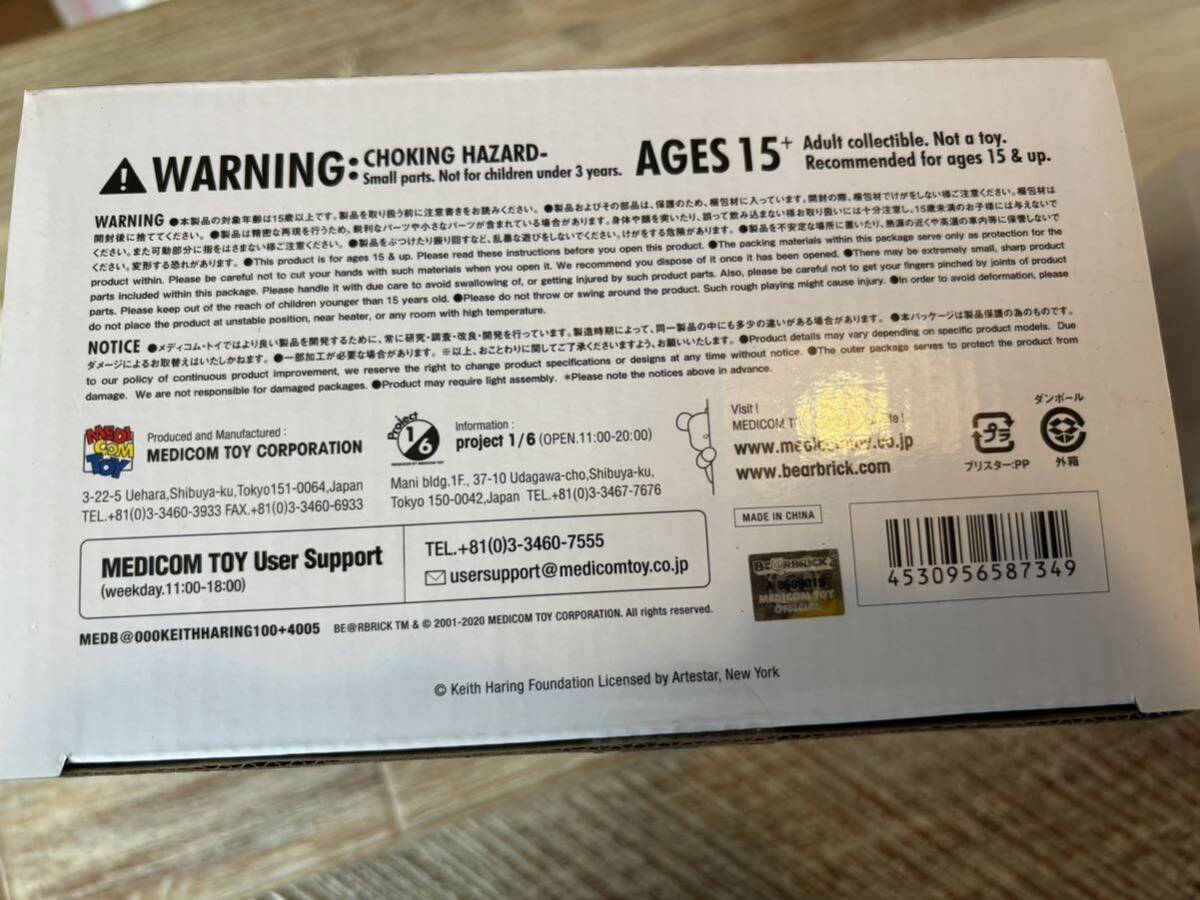 WARNING: CHOKING HAZARD-
Small parts. Not for children under 3 years.
AGES 15+ Adult collectible. Not a toy.
Recommended for ages 15 & up.
WARNING ●本製品の対象年齢は15歳以上です。製品を取り扱う前に注意書きをお読みください。 ●製品およびその部品は、保護のため、梱包材に入っています。開封の際、梱包材でけがをしない様ご注意ください。梱包材は
開封後に捨ててください。 ●製品は精密な再現を行うため、鋭利なパーツや小さなパーツが含まれている場合があります。身体や顔を突いたり、誤って飲み込まない様お取り扱いには十分注意し、15歳未満のお子様には与えないで
ください。また可動部分に指をはさまない様ご注意ください。 ●製品をぶつけたり振り回すなど、乱暴な遊びをしないでください。けがをする危険があります。 ●製品を不安定な場所に置いたり、熱源の近くや高温の車内等に保管しないで
ください。変形する恐れがあります。 ●This product is for ages 15 & up. Please read these instructions before you open this product. ●The packing materials within this package serve only as protection for the
product within. Please be careful not to cut your hands with such materials when you open it. We recommend you dispose of it once it has been opened. ●There may be extremely small, sharp product
parts included within this package. Please handle it with due care to avoid swallowing of, or getting injured by such product parts. Also, please be careful not to get your fingers pinched by joints of product
parts. Please keep out of the reach of children younger than 15 years old. ●Please do not throw or swing around the product. Such rough playing might cause injury. ●In order to avoid deformation, please
do not place the product at unstable position, near heater, or any room with high temperature.
NOTICE ●メディコム・トイではより良い製品を開発するために、常に研究・調査・改良・開発を行っています。製造時期によって、同一製品の中にも多少の違いがある場合があります。 ●本パッケージは製品保護の為のものです。
ダメージによるお取替えはいたしかねます。 ●一部加工が必要な場合があります。 ※以上、おことわりに関してご了承くださいますよう、お願いいたします。 ●Product details may vary depending on specific product models. Due
to our policy of continuous product improvement, we reserve the right to change product specifications or designs at any time without notice. ●The outer package serves to protect the product from
damage. We are not responsible for damaged packages. ●Product may require light assembly. *Please note the notices above in advance.
MEDI
COM
TOY
Produced and Manufactured :
MEDICOM TOY CORPORATION
3-22-5 Uehara,Shibuya-ku,Tokyo151-0064,Japan
TEL.+81(0)3-3460-3933 FAX.+81(0)3-3460-6933
Project
1/6
PRODUCED BY MEDICOM TOY
Information :
project 1/6 (OPEN.11:00-20:00)
Mani bldg.1F., 37-10 Udagawa-cho,Shibuya-ku,
Tokyo 150-0042,Japan TEL.+81(0)3-3467-7676
Visit !
MEDICOM
www.medicomtoy.co.jp
www.bearbrick.com
プラ
ブリスター:PP
ダンボール
外箱
MEDICOM TOY User Support
(weekday.11:00-18:00)
TEL.+81(0)3-3460-7555
usersupport@medicomtoy.co.jp
MADE IN CHINA
BE@RBRICK
A 8609019
MEDICOM TOY
OFFICIAL
4530956587349
MEDB@000KEITHHARING100+4005 BE@RBRICK TM & © 2001-2020 MEDICOM TOY CORPORATION. All rights reserved.
© Keith Haring Foundation Licensed by Artestar, New York